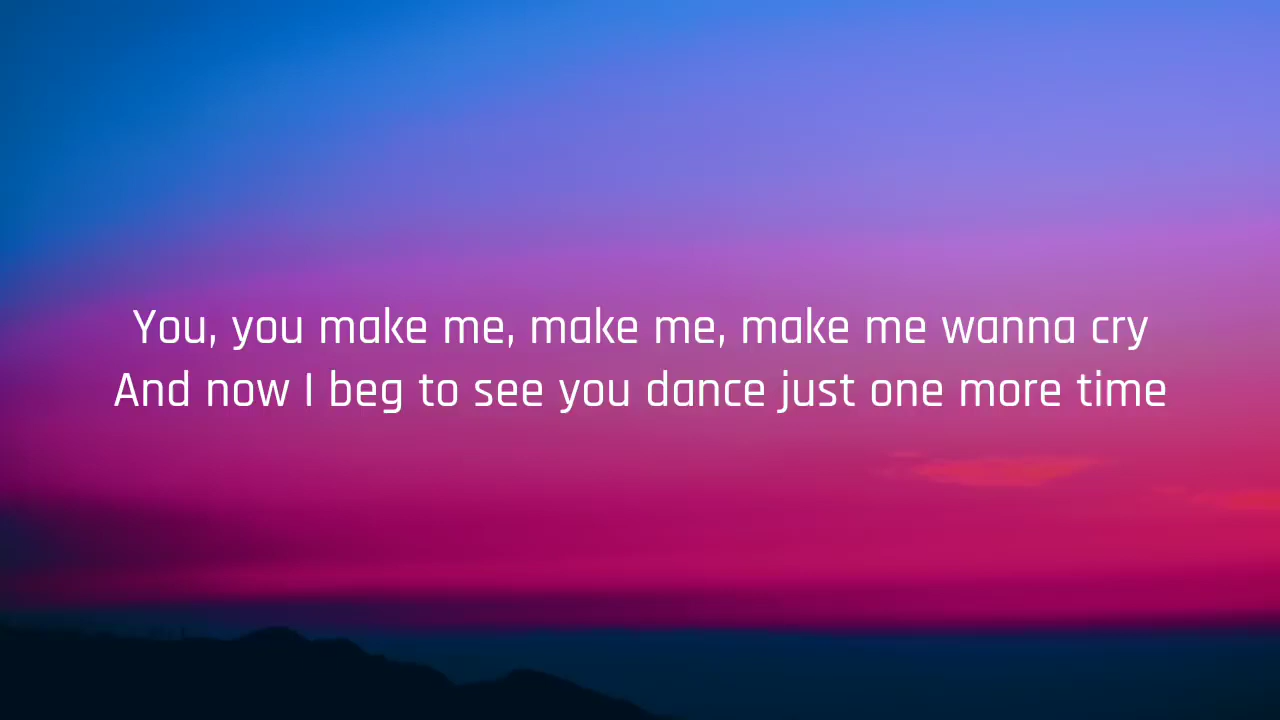 You, you make me, make me, make me wanna cry
And now I beg to see you dance just one more time